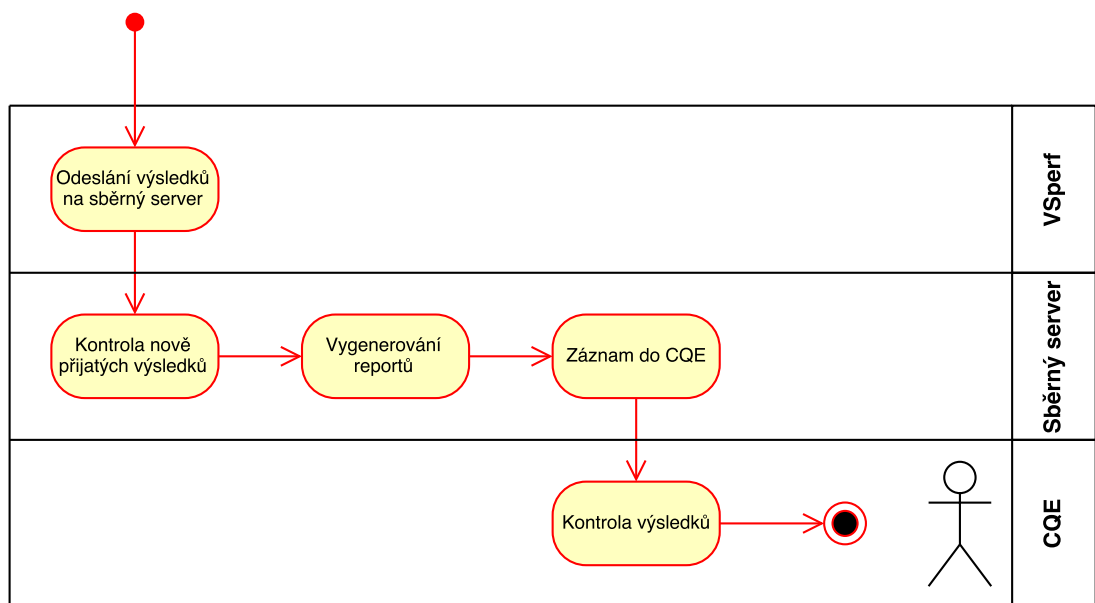 Odeslání výsledků
na sběrný server
VSperf
Kontrola nově
přijatých výsledků
Vygenerování
reportů
Záznam do CQE
Sběrný server
Kontrola výsledků
CQE